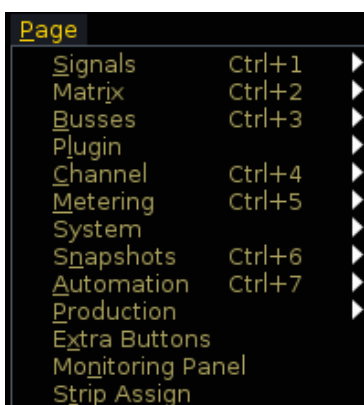 Page
Signals Ctrl+1
Matrix Ctrl+2
Busses Ctrl+3
Plugin
Channel Ctrl+4
Metering Ctrl+5
System
Snapshots Ctrl+6
Automation Ctrl+7
Production
Extra Buttons
Monitoring Panel
Strip Assign